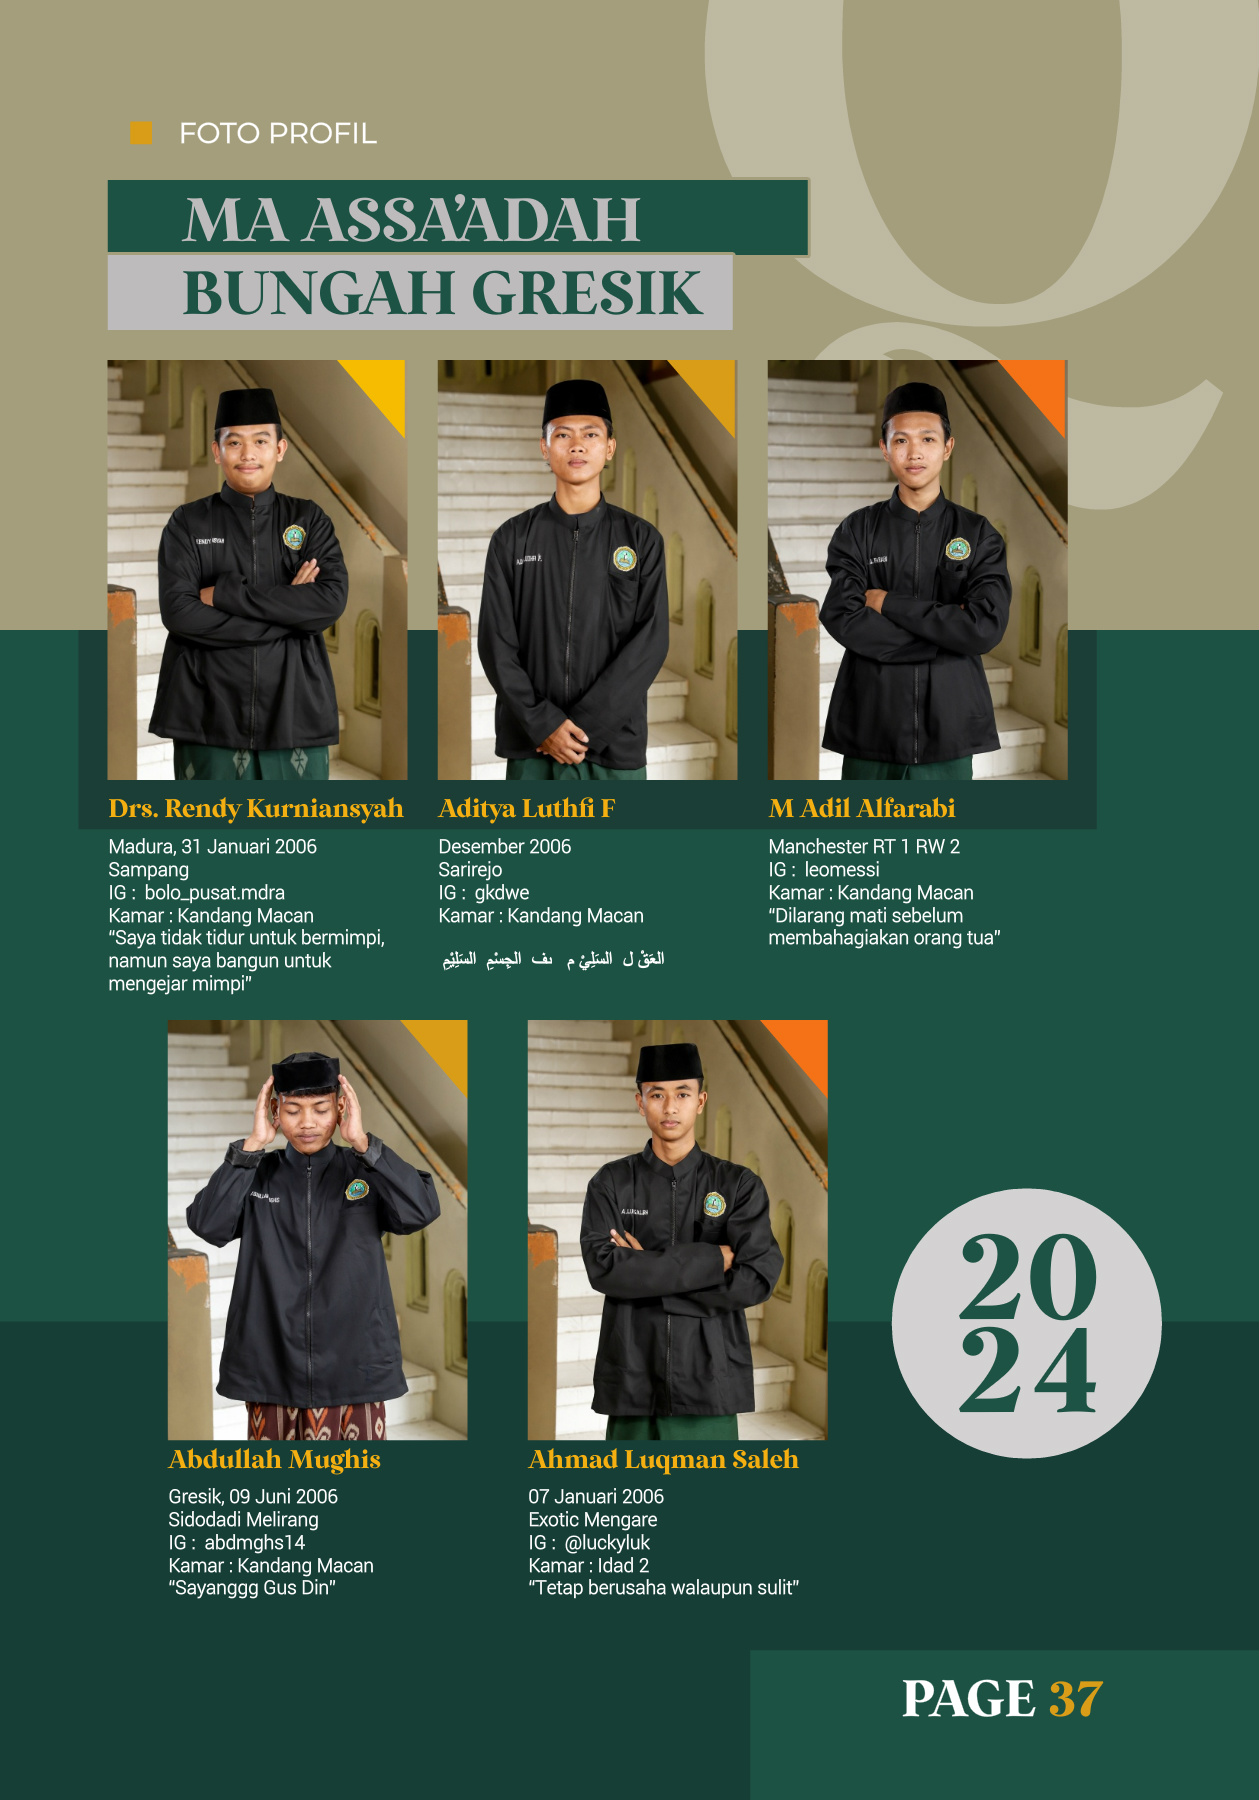 FOTO PROFIL
MA ASSA’ADAH
BUNGAH GRESIK
Drs. Rendy Kurniansyah
Madura, 31 Januari 2006
Sampang
IG : bolo_pusat.mdra
Kamar : Kandang Macan
“Saya tidak tidur untuk bermimpi,
namun saya bangun untuk
mengejar mimpi”
Aditya Luthfi F
Desember 2006
Sarirejo
IG : gkdwe
Kamar : Kandang Macan
العَقْ ل السَلِيْ م ف الجِسْمِ السَلِيْمِ
M Adil Alfarabi
Manchester RT 1 RW 2
IG : leomessi
Kamar : Kandang Macan
“Dilarang mati sebelum
membahagiakan orang tua”
Abdullah Mughis
Gresik, 09 Juni 2006
Sidodadi Melirang
IG : abdmghs14
Kamar : Kandang Macan
“Sayanggg Gus Din”
Ahmad Luqman Saleh
07 Januari 2006
Exotic Mengare
IG : @luckyluk
Kamar : Idad 2
“Tetap berusaha walaupun sulit”
20
24
PAGE 37